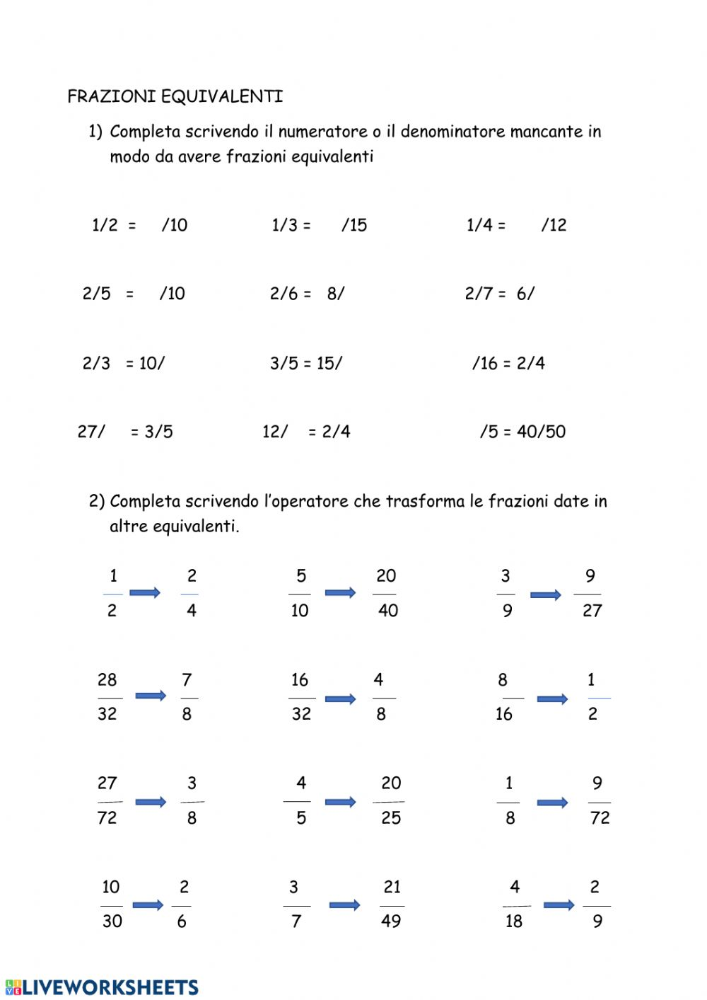 FRAZIONI EQUIVALENTI
1) Completa scrivendo il numeratore o il denominatore mancante in
modo da avere frazioni equivalenti
1/2 = /10 1/3 = /15 1/4 = /12
2/5 = /10 2/6 = 8/ 2/7 = 6/
2/3 = 10/ 3/5 = 15/ /16 = 2/4
27/ = 3/5 12/ = 2/4 /5 = 40/50
2) Completa scrivendo l'operatore che trasforma le frazioni date in
altre equivalenti.
1 2 5 20 3 9
2 4 10 40 9 27
28 7 16 4 8 1
32 8 32 8 16 2
27 3 4 20 1 9
72 8 5 25 8 72
10 2 3 21 4 2
30 6 7 49 18 9
LIVE LIVEWORKSHEETS